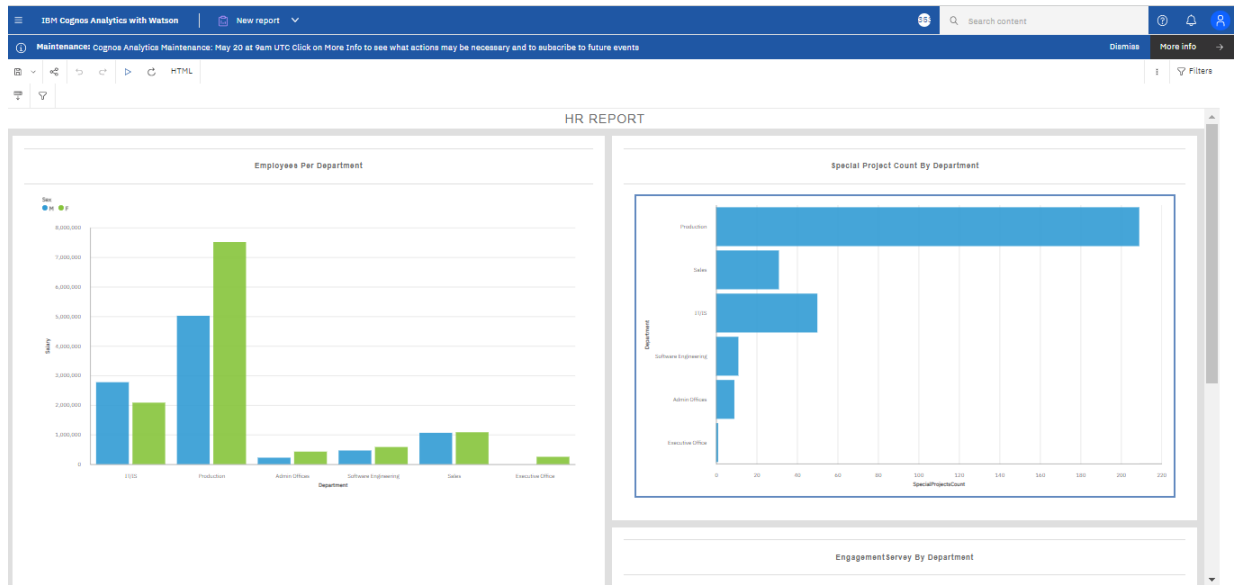 IBM Cognos Analytics with Watson
New report
Search content
Maintenance: Cognos Analytics Maintenance: May 20 at 9am UTC Click on More Info to see what actions may be necessary and to subscribe to future events
Dismiss
More info
HTML
Filters
HR REPORT
Employees Per Department
Sex
M F
8,000,000
7,000,000
6,000,000
5,000,000
4,000,000
3,000,000
2,000,000
1,000,000
0
Salary
IT/IS Production Admin Offices Software Engineering Sales Executive Office
Department
Special Project Count By Department
Production
Sales
IT/IS
Software Engineering
Admin Offices
Executive Office
Department
0 20 40 60 80 100 120 140 160 180 200 220
SpecialProjectsCount
EngagementServey By Department